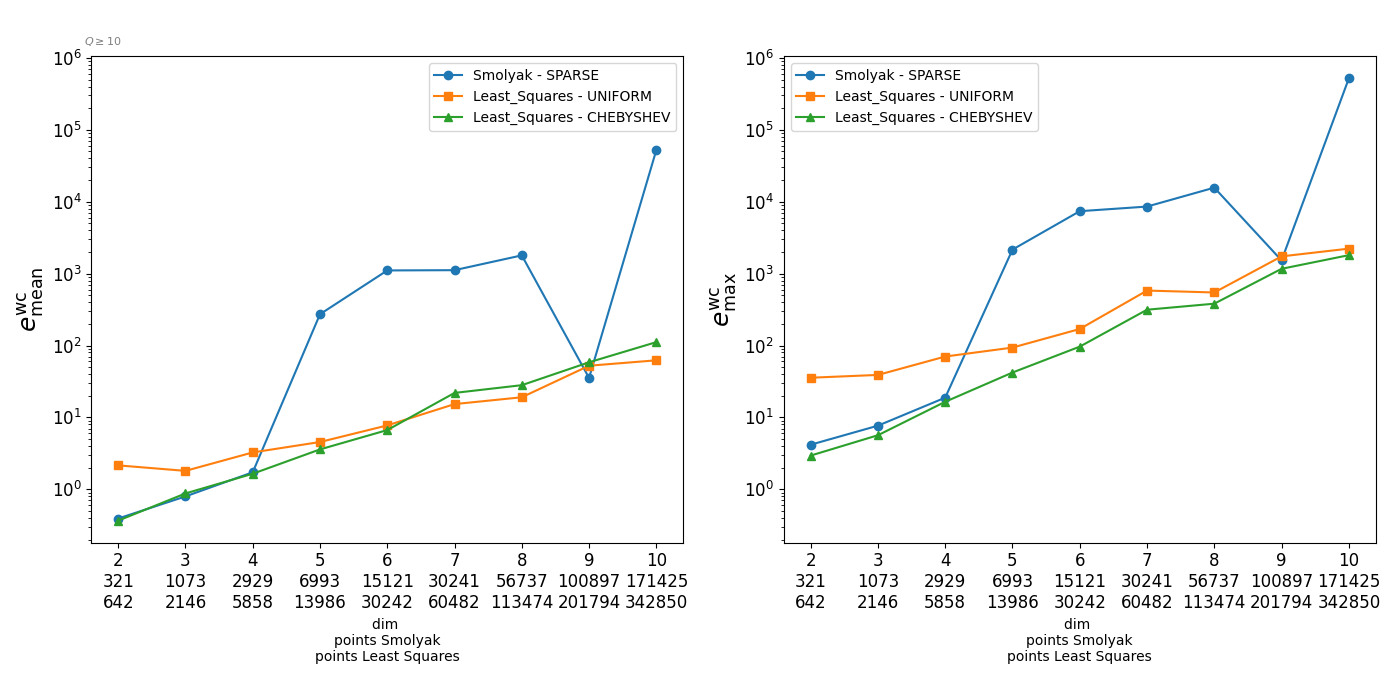 Q ≥ 10
10^6
10^5
10^4
10^3
10^2
10^1
10^0
e^wc_mean
Smolyak - SPARSE
Least_Squares - UNIFORM
Least_Squares - CHEBYSHEV
2 3 4 5 6 7 8 9 10
321 1073 2929 6993 15121 30241 56737 100897 171425
642 2146 5858 13986 30242 60482 113474 201794 342850
dim
points Smolyak
points Least Squares
10^6
10^5
10^4
10^3
10^2
10^1
10^0
e^wc_max
Smolyak - SPARSE
Least_Squares - UNIFORM
Least_Squares - CHEBYSHEV
2 3 4 5 6 7 8 9 10
321 1073 2929 6993 15121 30241 56737 100897 171425
642 2146 5858 13986 30242 60482 113474 201794 342850
dim
points Smolyak
points Least Squares